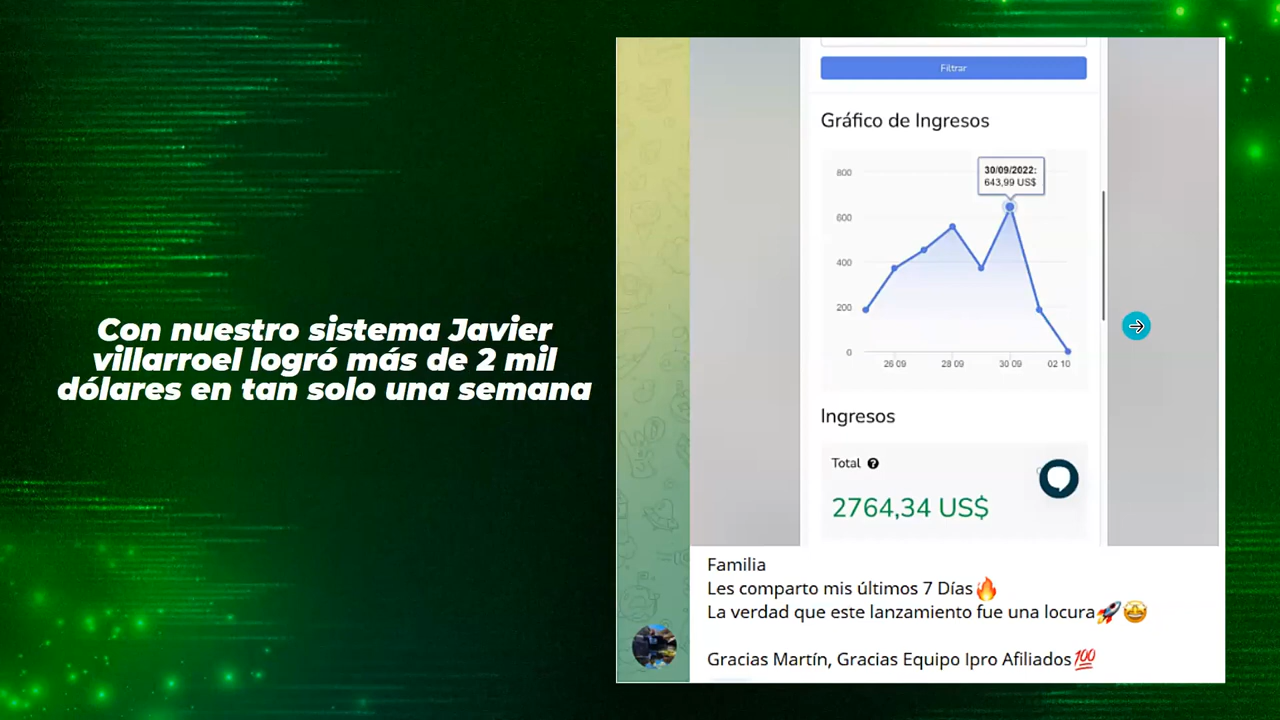 Con nuestro sistema Javier
villarroel logró más de 2 mil
dólares en tan solo una semana
Filtrar
Gráfico de Ingresos
30/09/2022:
643,99 US$
800
600
400
200
0
26 09
28 09
30 09
02 10
Ingresos
Total
2764,34 US$
Familia
Les comparto mis últimos 7 Días🔥
La verdad que este lanzamiento fue una locura🚀🤩
Gracias Martín, Gracias Equipo Ipro Afiliados💯